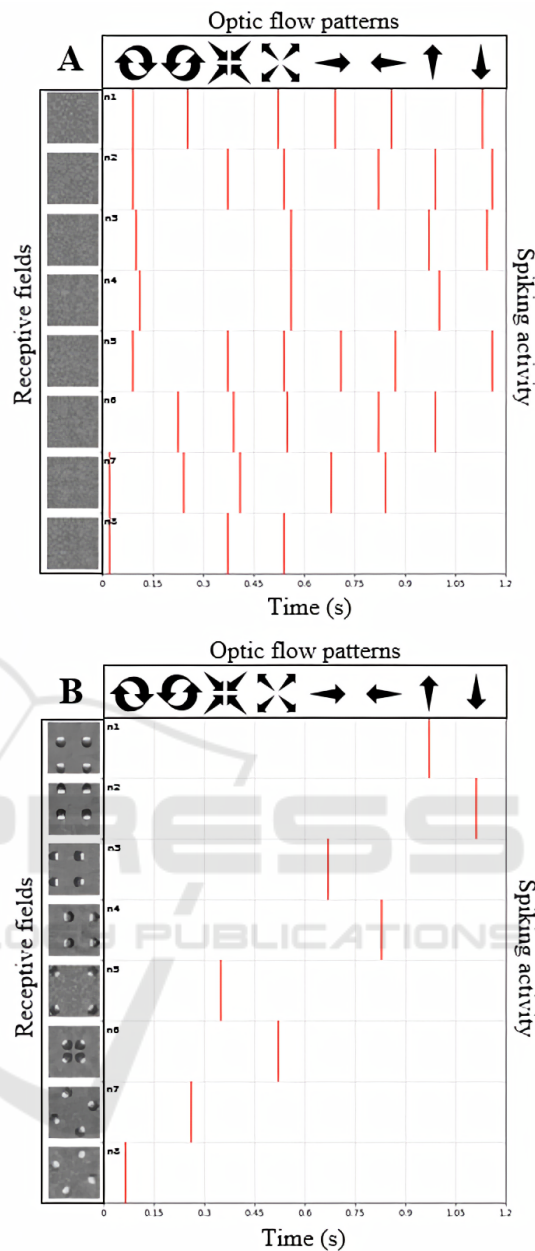 Optic flow patterns
A
Receptive fields
n1
n2
n3
n4
n5
n6
n7
n8
Spiking activity
0 0.15 0.3 0.45 0.6 0.75 0.9 1.05 1.2
Time (s)
Optic flow patterns
B
Receptive fields
n1
n2
n3
n4
n5
n6
n7
n8
Spiking activity
0 0.15 0.3 0.45 0.6 0.75 0.9 1.05 1.2
Time (s)
PRESS
PUBLICATIONS